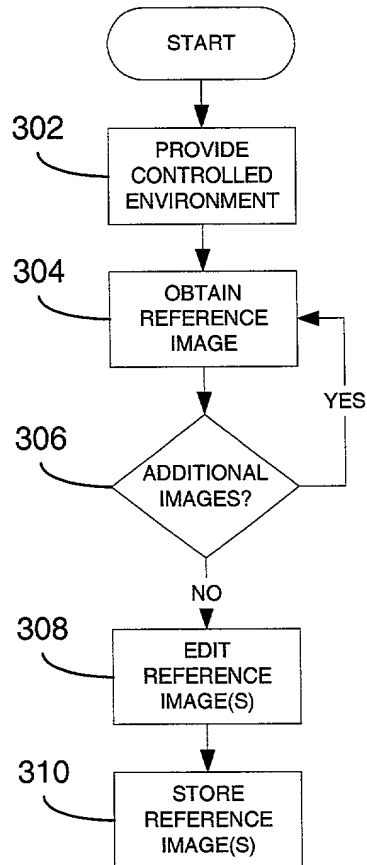 START
302
PROVIDE
CONTROLLED
ENVIRONMENT
304
OBTAIN
REFERENCE
IMAGE
YES
306
ADDITIONAL
IMAGES?
NO
308
EDIT
REFERENCE
IMAGE(S)
310
STORE
REFERENCE
IMAGE(S)